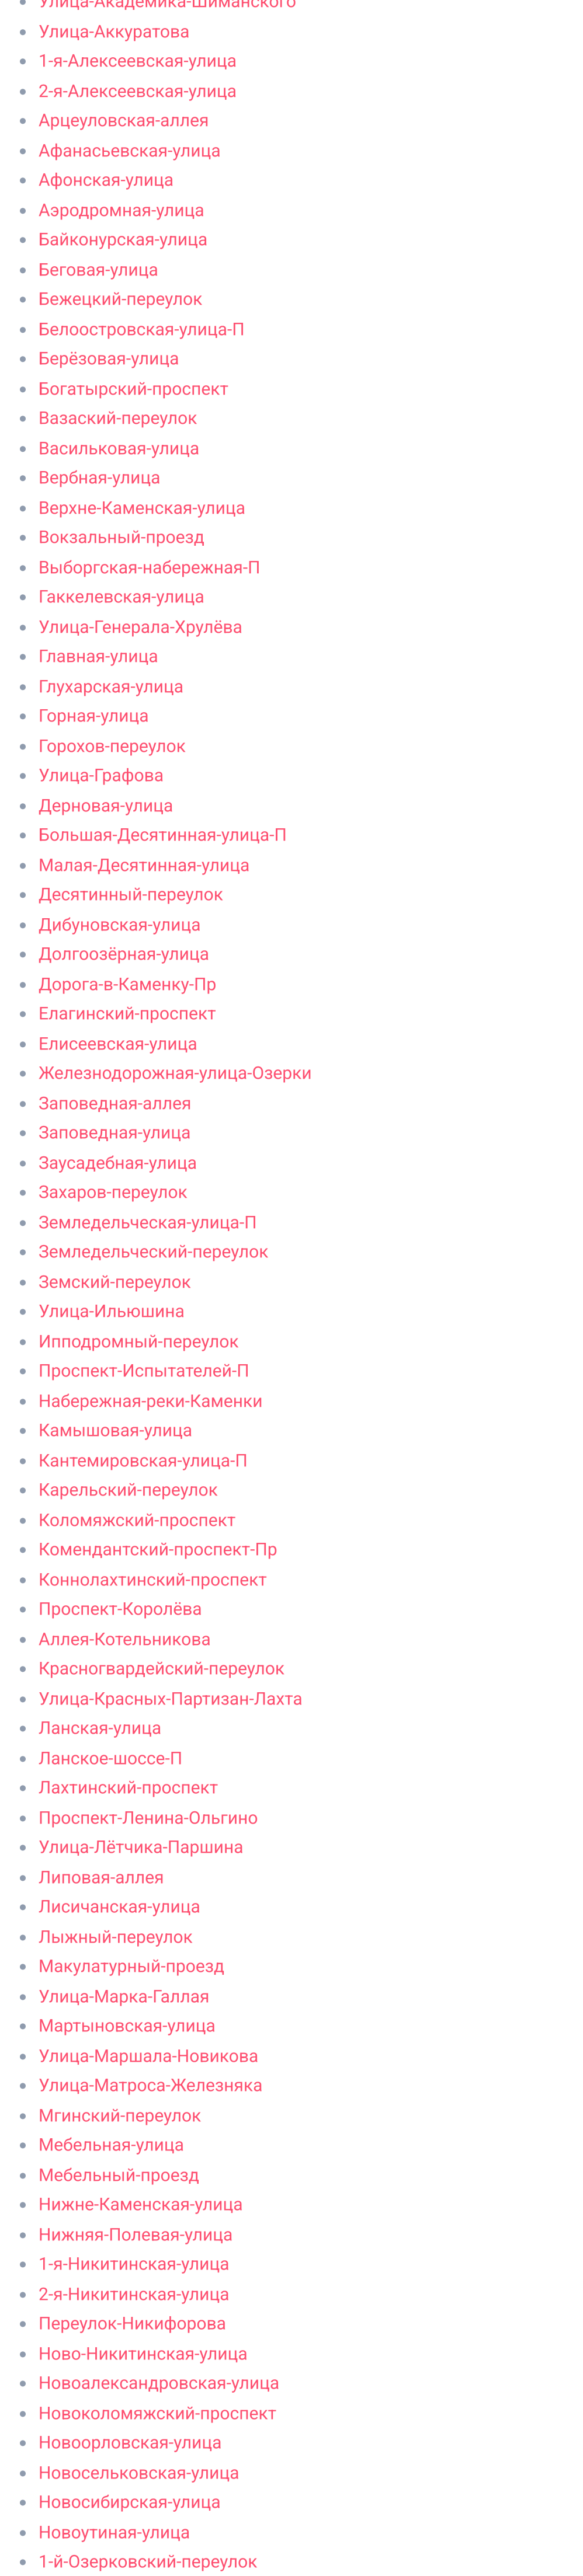 Улица-Академика-Шиманского
Улица-Аккуратова
1-я-Алексеевская-улица
2-я-Алексеевская-улица
Арцеуловская-аллея
Афанасьевская-улица
Афонская-улица
Аэродромная-улица
Байконурская-улица
Беговая-улица
Бежецкий-переулок
Белоостровская-улица-П
Берёзовая-улица
Богатырский-проспект
Вазаский-переулок
Васильковая-улица
Вербная-улица
Верхне-Каменская-улица
Вокзальный-проезд
Выборгская-набережная-П
Гаккелевская-улица
Улица-Генерала-Хрулёва
Главная-улица
Глухарская-улица
Горная-улица
Горохов-переулок
Улица-Графова
Дерновая-улица
Большая-Десятинная-улица-П
Малая-Десятинная-улица
Десятинный-переулок
Дибуновская-улица
Долгоозёрная-улица
Дорога-в-Каменку-Пр
Елагинский-проспект
Елисеевская-улица
Железнодорожная-улица-Озерки
Заповедная-аллея
Заповедная-улица
Заусадебная-улица
Захаров-переулок
Земледельческая-улица-П
Земледельческий-переулок
Земский-переулок
Улица-Ильюшина
Ипподромный-переулок
Проспект-Испытателей-П
Набережная-реки-Каменки
Камышовая-улица
Кантемировская-улица-П
Карельский-переулок
Коломяжский-проспект
Комендантский-проспект-Пр
Коннолахтинский-проспект
Проспект-Королёва
Аллея-Котельникова
Красногвардейский-переулок
Улица-Красных-Партизан-Лахта
Ланская-улица
Ланское-шоссе-П
Лахтинский-проспект
Проспект-Ленина-Ольгино
Улица-Лётчика-Паршина
Липовая-аллея
Лисичанская-улица
Лыжный-переулок
Макулатурный-проезд
Улица-Марка-Галлая
Мартыновская-улица
Улица-Маршала-Новикова
Улица-Матроса-Железняка
Мгинский-переулок
Мебельная-улица
Мебельный-проезд
Нижне-Каменская-улица
Нижняя-Полевая-улица
1-я-Никитинская-улица
2-я-Никитинская-улица
Переулок-Никифорова
Ново-Никитинская-улица
Новоалександровская-улица
Новоколомяжский-проспект
Новоорловская-улица
Новосельковская-улица
Новосибирская-улица
Новоутиная-улица
1-й-Озерковский-переулок